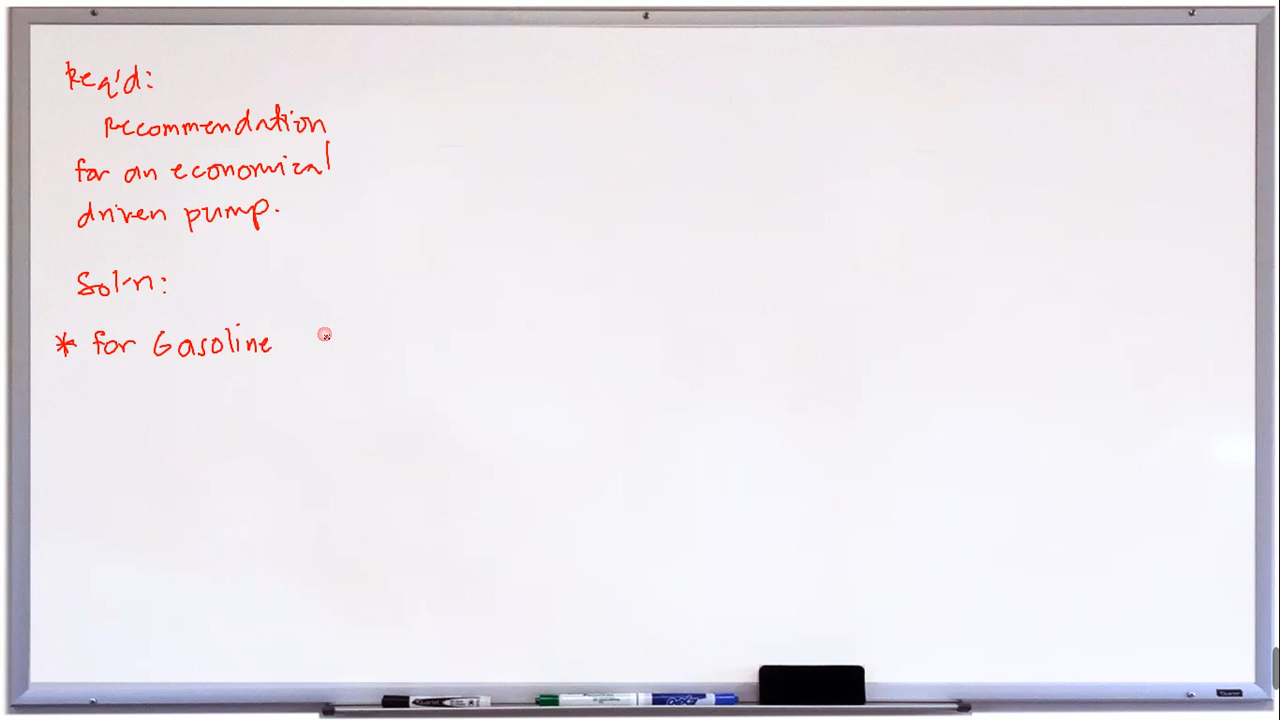 Req'd:
Recommendation
for an economical
driven pump.
Sol'n:
* for Gasoline